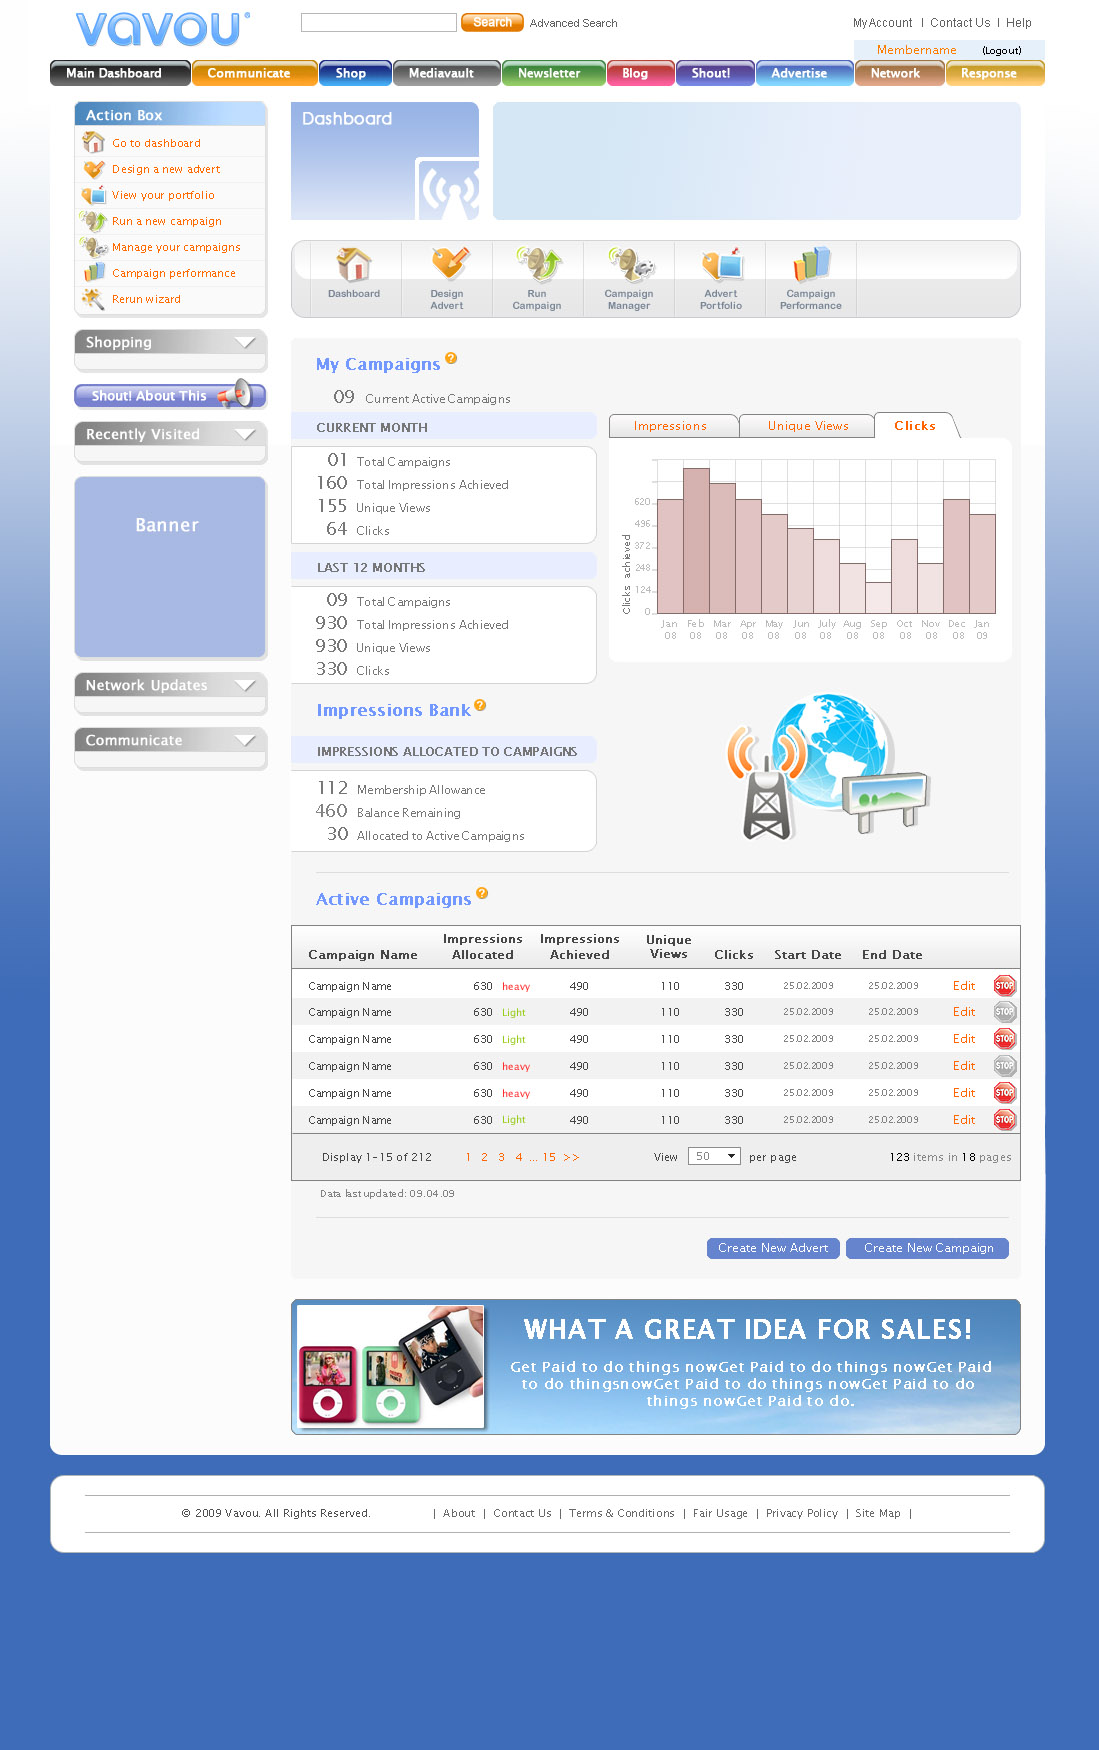 vavou®
Search
Advanced Search
My Account | Contact Us | Help
Membername (Logout)
Main Dashboard
Communicate
Shop
Mediavault
Newsletter
Blog
Shout!
Advertise
Network
Response
Action Box
Go to dashboard
Design a new advert
View your portfolio
Run a new campaign
Manage your campaigns
Campaign performance
Rerun wizard
Shopping
Shout! About This
Recently Visited
Banner
Network Updates
Communicate
Dashboard
Dashboard
Design
Advert
Run
Campaign
Campaign
Manager
Advert
Portfolio
Campaign
Performance
My Campaigns ?
09 Current Active Campaigns
CURRENT MONTH
01 Total Campaigns
160 Total Impressions Achieved
155 Unique Views
64 Clicks
LAST 12 MONTHS
09 Total Campaigns
930 Total Impressions Achieved
930 Unique Views
330 Clicks
Impressions
Unique Views
Clicks
Clicks achieved
620
496
372
248
124
0
Jan Feb Mar Apr May Jun July Aug Sep Oct Nov Dec Jan
08 08 08 08 08 08 08 08 08 08 08 08 09
Impressions Bank ?
IMPRESSIONS ALLOCATED TO CAMPAIGNS
112 Membership Allowance
460 Balance Remaining
30 Allocated to Active Campaigns
Active Campaigns ?
Campaign Name Impressions Allocated Impressions Achieved Unique Views Clicks Start Date End Date
Campaign Name 630 heavy 490 110 330 25.02.2009 25.02.2009 Edit STOP
Campaign Name 630 Light 490 110 330 25.02.2009 25.02.2009 Edit STOP
Campaign Name 630 Light 490 110 330 25.02.2009 25.02.2009 Edit STOP
Campaign Name 630 heavy 490 110 330 25.02.2009 25.02.2009 Edit STOP
Campaign Name 630 heavy 490 110 330 25.02.2009 25.02.2009 Edit STOP
Campaign Name 630 Light 490 110 330 25.02.2009 25.02.2009 Edit STOP
Display 1-15 of 212 1 2 3 4 ... 15 >> View 50 per page 123 items in 18 pages
Data last updated: 09.04.09
Create New Advert
Create New Campaign
WHAT A GREAT IDEA FOR SALES!
Get Paid to do things nowGet Paid to do things nowGet Paid
to do thingsnowGet Paid to do things nowGet Paid to do
things nowGet Paid to do.
© 2009 Vavou. All Rights Reserved. | About | Contact Us | Terms & Conditions | Fair Usage | Privacy Policy | Site Map |